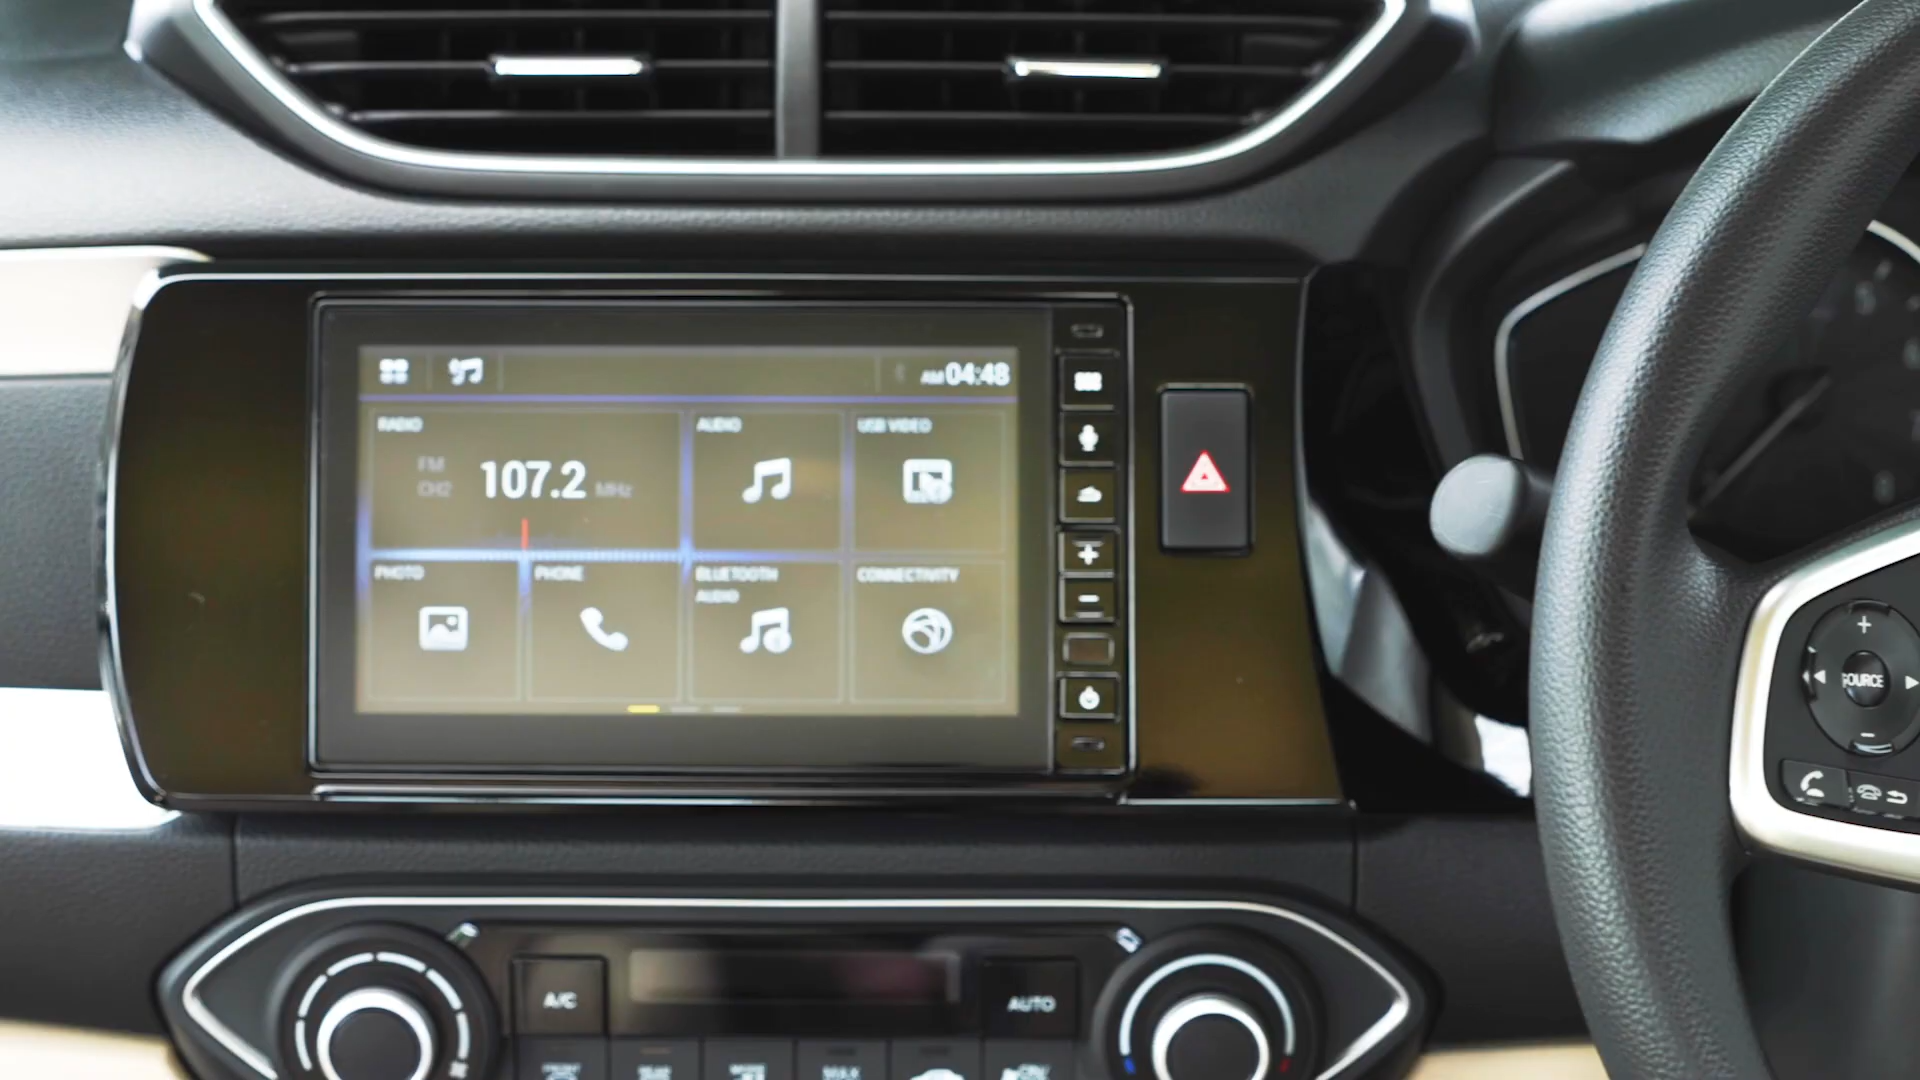 AM 04:48
RADIO
AUDIO
USB VIDEO
FM
CH2
107.2 MHz
PHOTO
PHONE
BLUETOOTH
AUDIO
CONNECTIVITY
+
SOURCE
-
A/C
AUTO
MAX